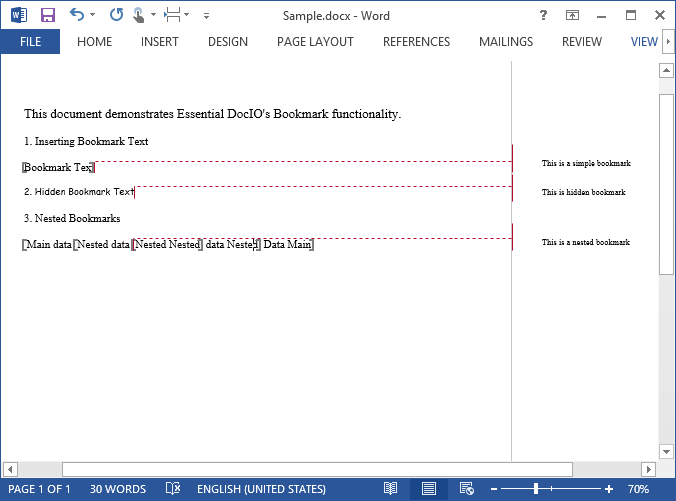 Sample.docx - Word
FILE HOME INSERT DESIGN PAGE LAYOUT REFERENCES MAILINGS REVIEW VIEW
This document demonstrates Essential DocIO's Bookmark functionality.
1. Inserting Bookmark Text
Bookmark Text
This is a simple bookmark
2. Hidden Bookmark Text
This is hidden bookmark
3. Nested Bookmarks
[Main data [Nested data [Nested Nested] data Nested] Data Main]
This is a nested bookmark
PAGE 1 OF 1 30 WORDS ENGLISH (UNITED STATES) 70%